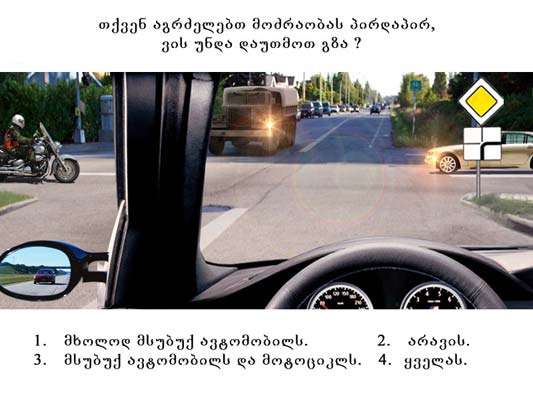 თქვენ აგრძელებთ მოძრაობას პირდაპირ,
ვის უნდა დაუთმოთ გზა ?
1. მხოლოდ მსუბუქ ავტომობილს. 2. არავის.
3. მსუბუქ ავტომობილს და მოტოციკლს. 4. ყველას.